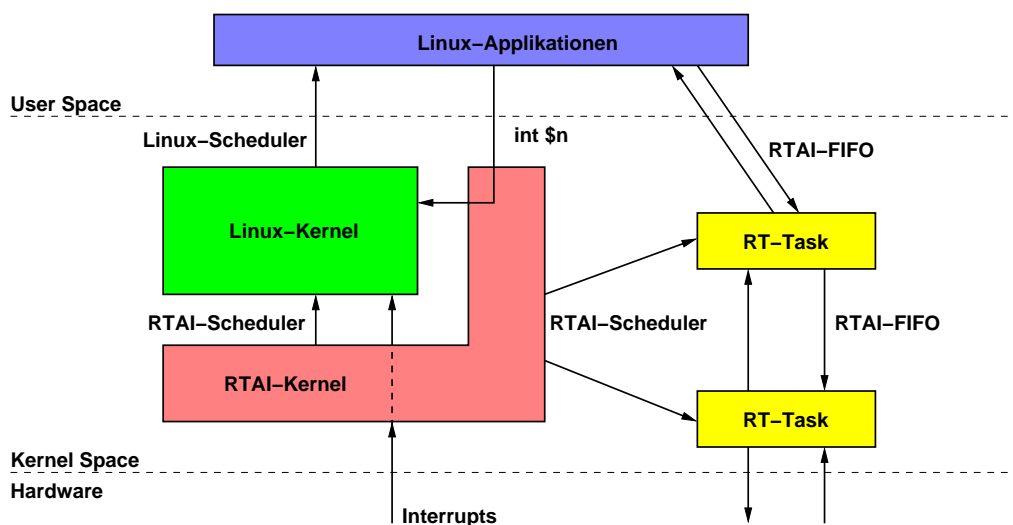 Linux–Applikationen
User Space
Linux–Scheduler
int $n
RTAI–FIFO
Linux–Kernel
RT–Task
RTAI–Scheduler
RTAI–Scheduler
RTAI–FIFO
RTAI–Kernel
RT–Task
Kernel Space
Hardware
Interrupts